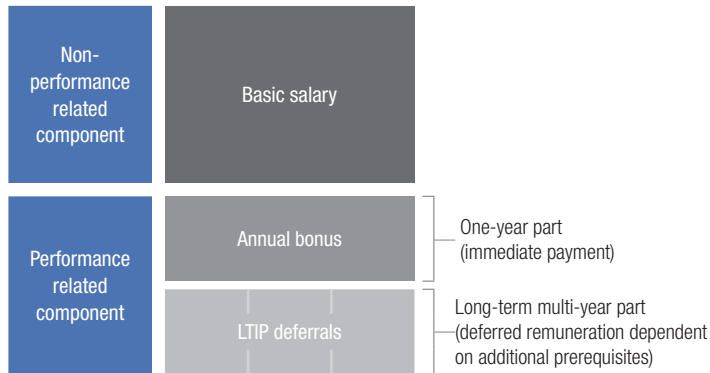 Non-
performance
related
component
Basic salary
Performance
related
component
Annual bonus
One-year part
(immediate payment)
LTIP deferrals
Long-term multi-year part
(deferred remuneration dependent
on additional prerequisites)